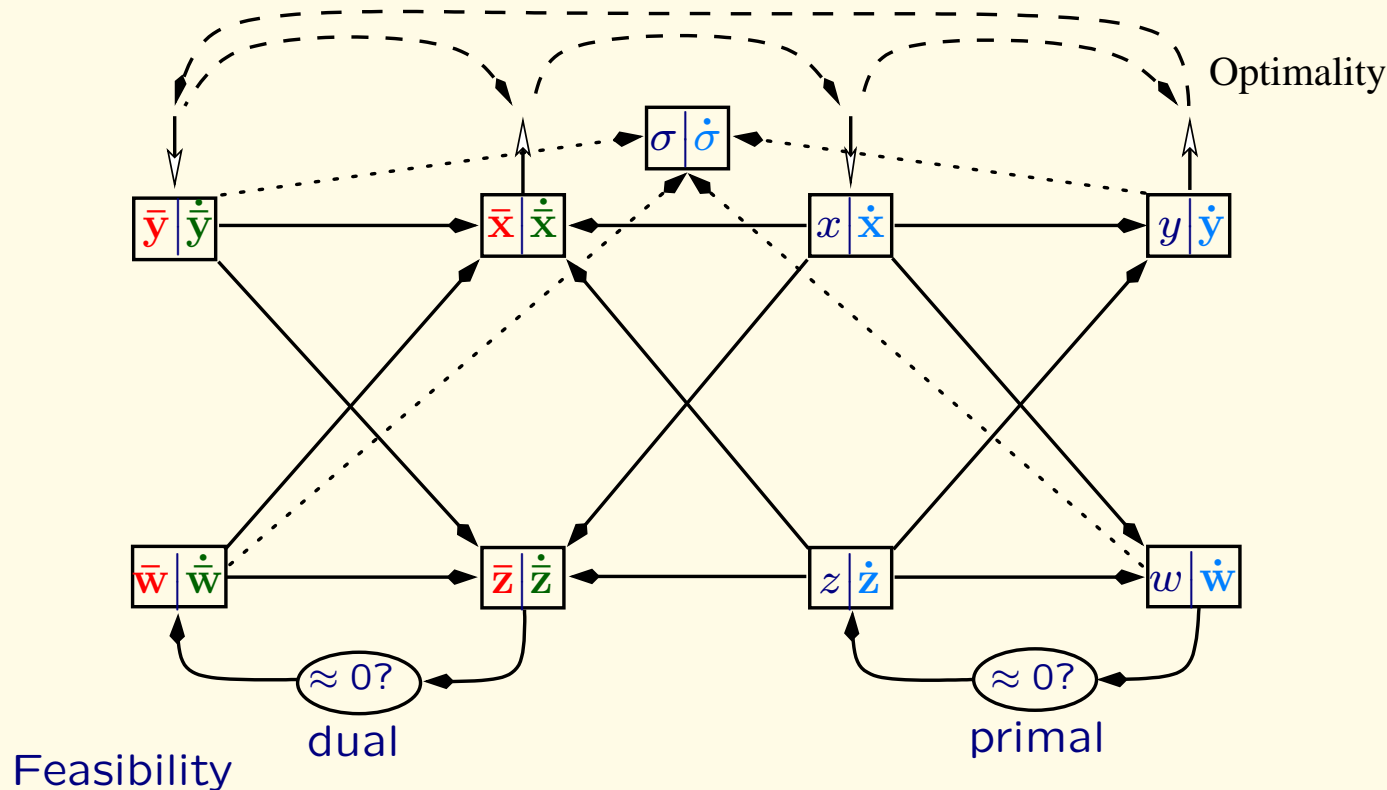 Optimality
σ | σ̇
ȳ | ẏ̄
x̄ | ẋ̄
x | ẋ
y | ẏ
w̄ | ẇ̄
z̄ | ż̄
z | ż
w | ẇ
≈ 0?
≈ 0?
dual
primal
Feasibility